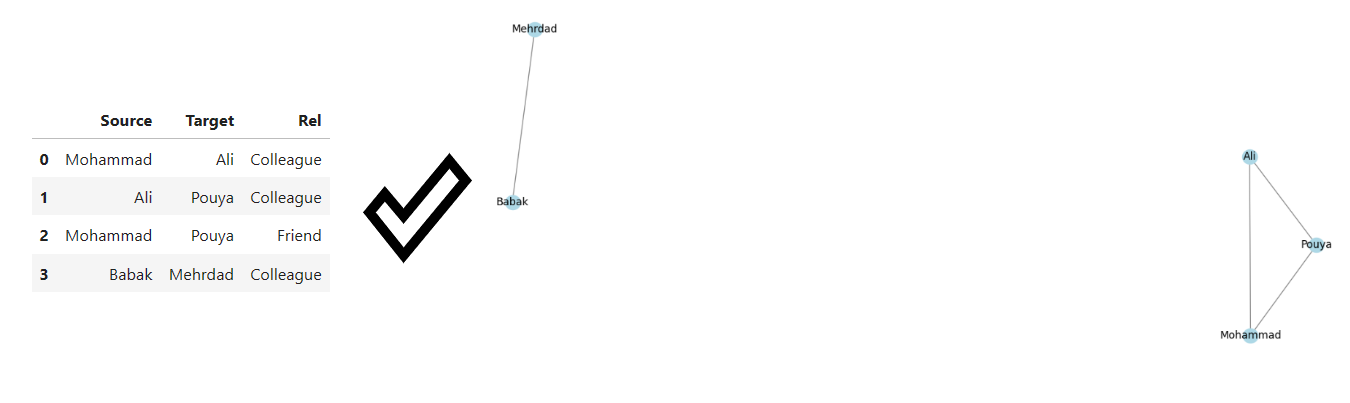 Source Target Rel
0 Mohammad Ali Colleague
1 Ali Pouya Colleague
2 Mohammad Pouya Friend
3 Babak Mehrdad Colleague
Mehrdad
Babak
Ali
Pouya
Mohammad